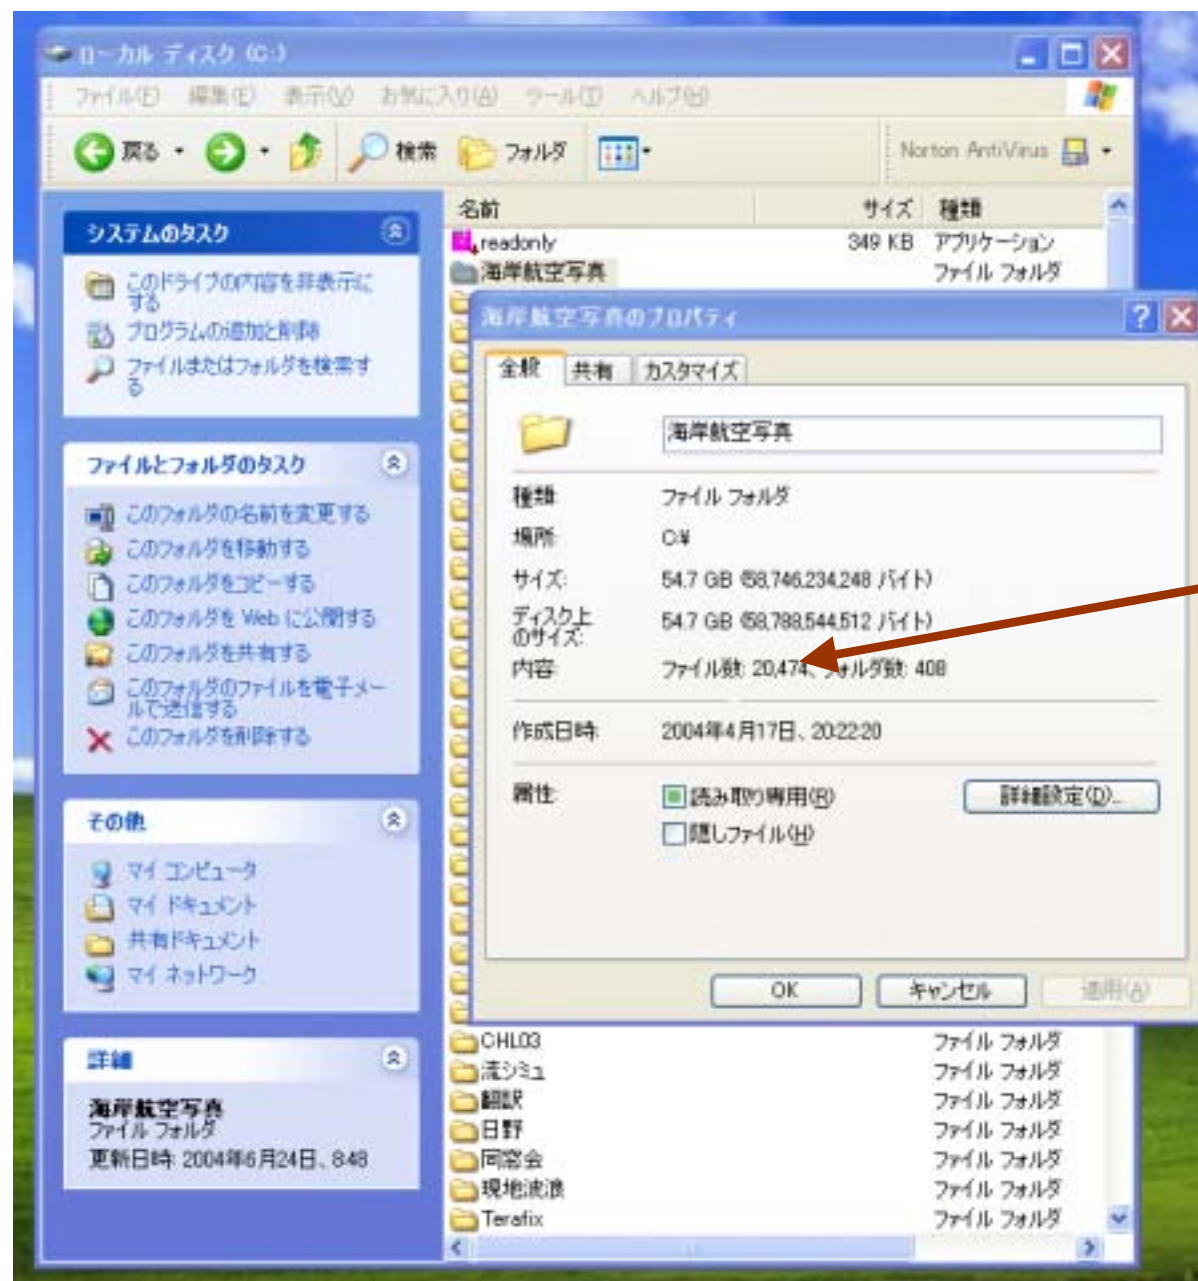 ローカル ディスク (C:)
ファイル(F) 編集(E) 表示(V) お気に入り(A) ツール(T) ヘルプ(H)
戻る 検索 フォルダ Norton AntiVirus
システムのタスク
このドライブの内容を非表示に
する
プログラムの追加と削除
ファイルまたはフォルダを検索す
る
ファイルとフォルダのタスク
このフォルダの名前を変更する
このフォルダを移動する
このフォルダをコピーする
このフォルダを Web に公開する
このフォルダを共有する
このフォルダのファイルを電子メー
ルで送信する
このフォルダを削除する
その他
マイ コンピュータ
マイ ドキュメント
共有ドキュメント
マイ ネットワーク
詳細
海岸航空写真
ファイル フォルダ
更新日時: 2004年6月24日、8:48
名前 サイズ 種類
readonly 349 KB アプリケーション
海岸航空写真 ファイル フォルダ
海岸航空写真のプロパティ
全般 共有 カスタマイズ
海岸航空写真
種類: ファイル フォルダ
場所: C:¥
サイズ: 54.7 GB (58,746,234,248 バイト)
ディスク上
のサイズ: 54.7 GB (58,788,544,512 バイト)
内容: ファイル数: 20,474、フォルダ数: 408
作成日時: 2004年4月17日、20:22:20
属性: 読み取り専用(R) 詳細設定(D)...
隠しファイル(H)
OK キャンセル 適用(A)
CHL03 ファイル フォルダ
流シミュ ファイル フォルダ
翻訳 ファイル フォルダ
日野 ファイル フォルダ
同窓会 ファイル フォルダ
現地波浪 ファイル フォルダ
Terafix ファイル フォルダ